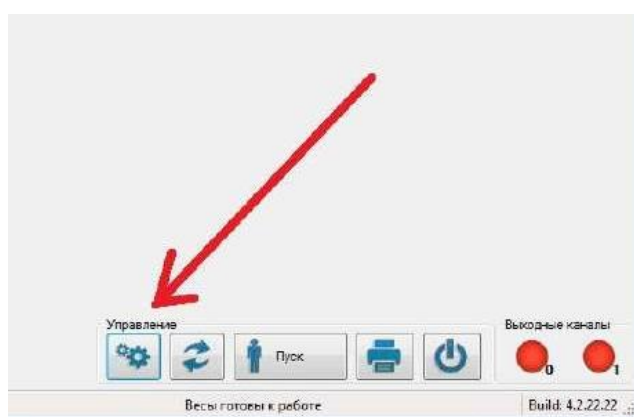 Управление
Выходные каналы
Пуск
0
1
Весы готовы к работе
Build: 4.2.22.22